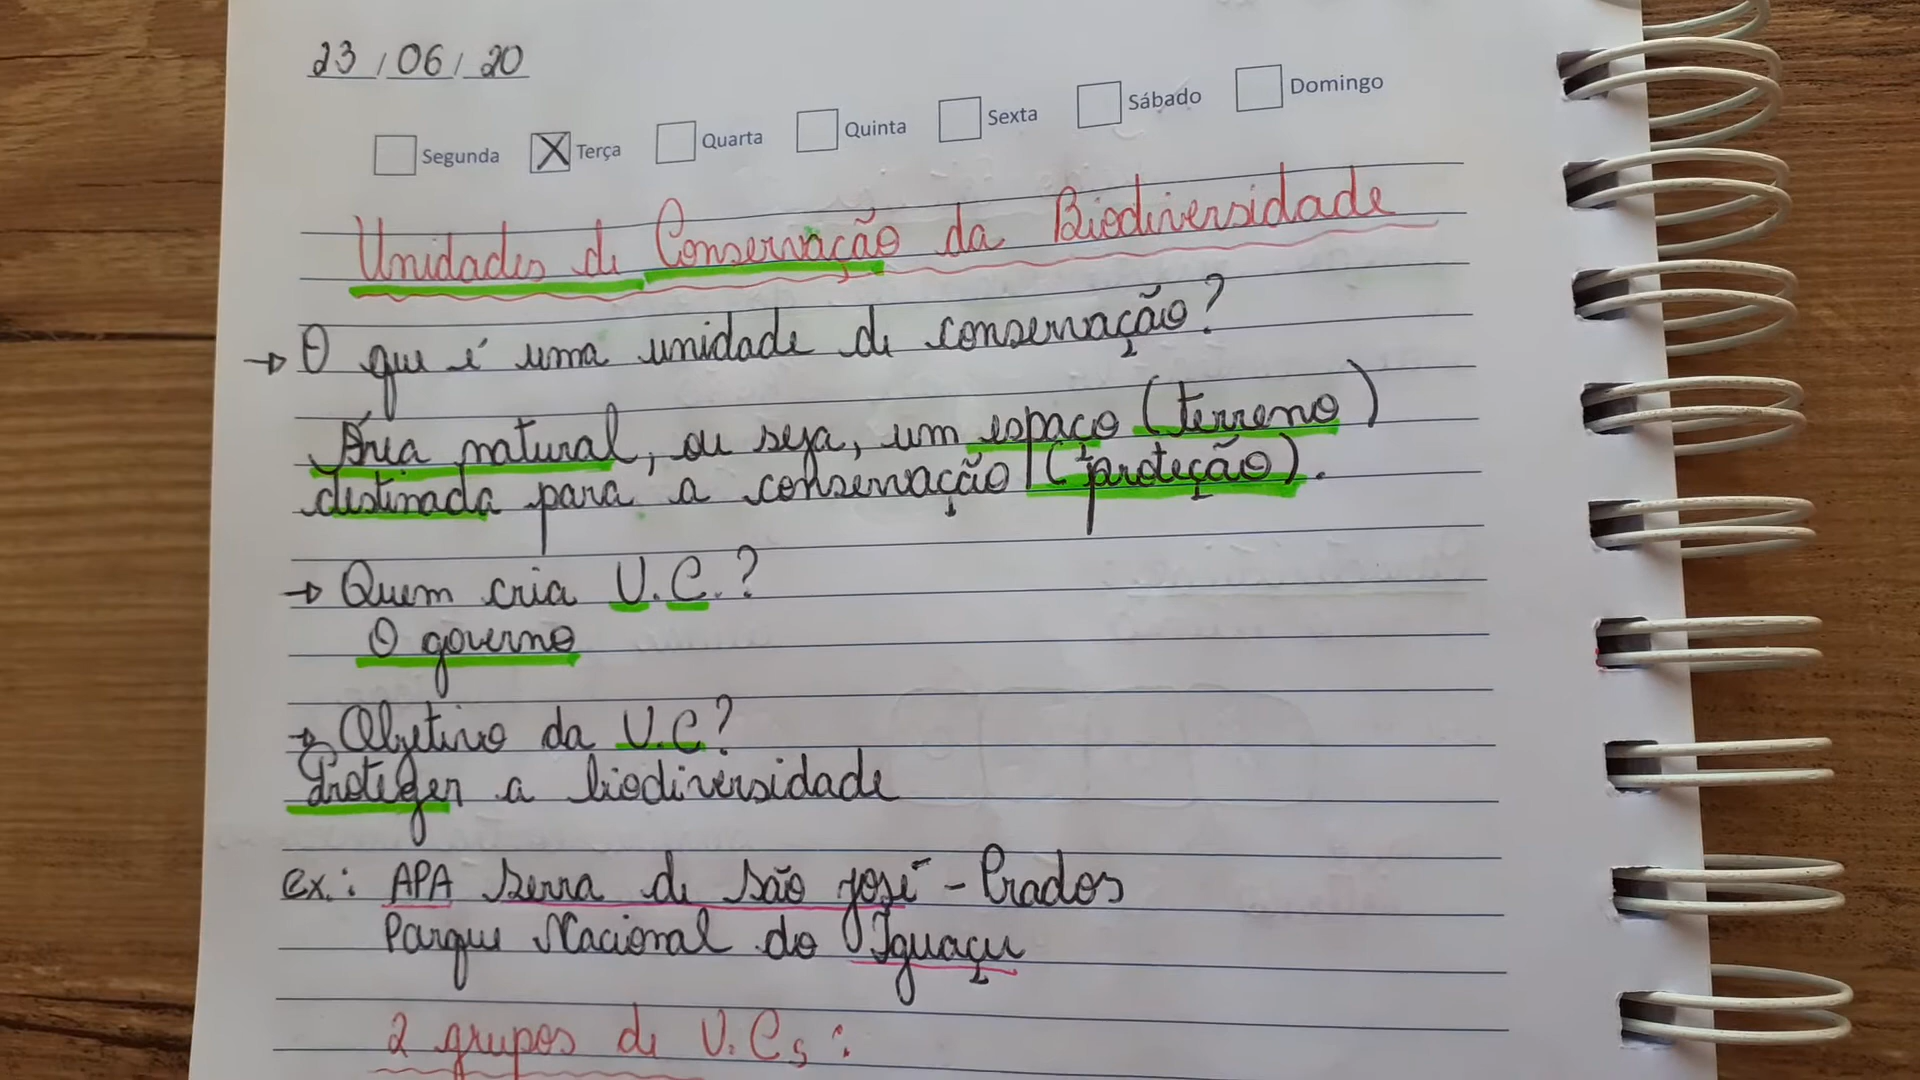 23 / 06 / 20
Segunda X Terça Quarta Quinta Sexta Sábado Domingo
Unidades de Conservação da Biodiversidade
→ O que é uma unidade de conservação?
Área natural, ou seja, um espaço (terreno)
destinada para a conservação (proteção).
→ Quem cria U.C.?
O governo
→ Objetivo da U.C?
Proteger a biodiversidade
Ex.: APA Serra de São José - Prados
Parque Nacional do Iguaçu
2 grupos de U.Cs: